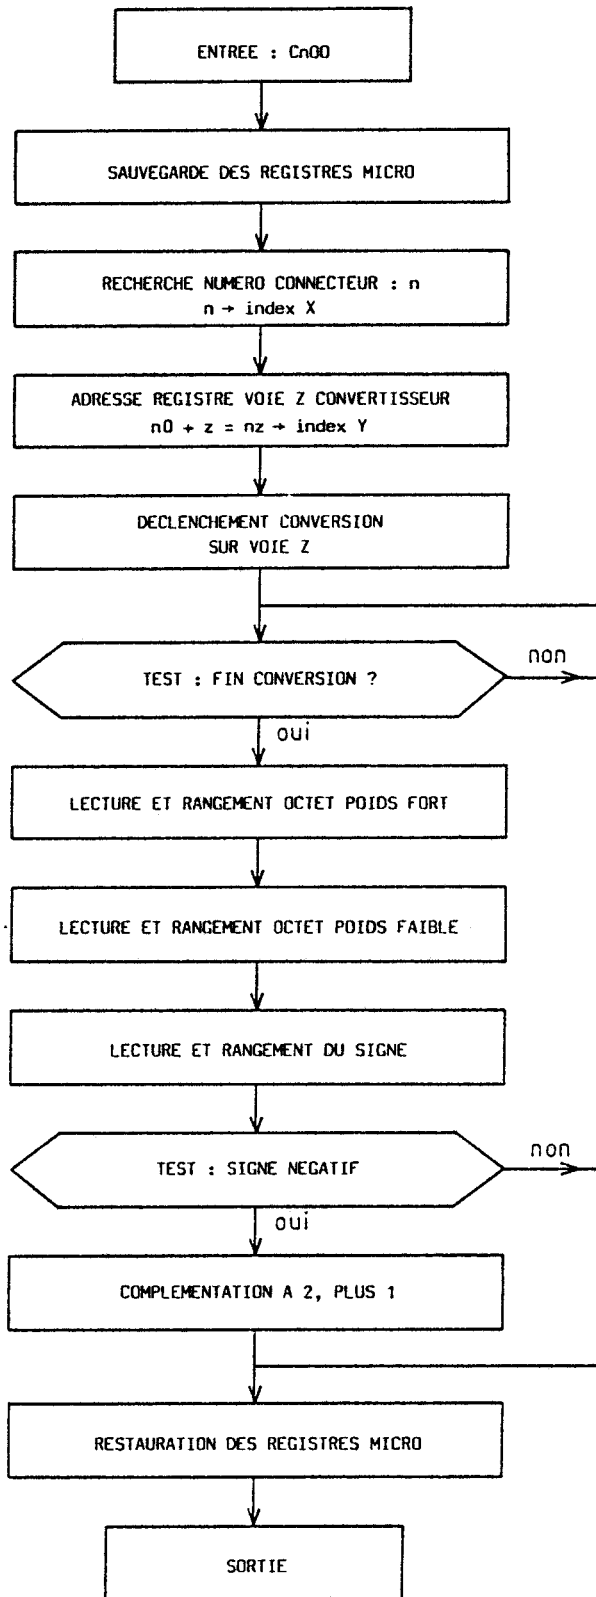 ENTREE : Cn00
SAUVEGARDE DES REGISTRES MICRO
RECHERCHE NUMERO CONNECTEUR : n
n → index X
ADRESSE REGISTRE VOIE Z CONVERTISSEUR
n0 + z = nz → index Y
DECLENCHEMENT CONVERSION
SUR VOIE Z
TEST : FIN CONVERSION ?
non
oui
LECTURE ET RANGEMENT OCTET POIDS FORT
LECTURE ET RANGEMENT OCTET POIDS FAIBLE
LECTURE ET RANGEMENT DU SIGNE
TEST : SIGNE NEGATIF
non
oui
COMPLEMENTATION A 2, PLUS 1
RESTAURATION DES REGISTRES MICRO
SORTIE